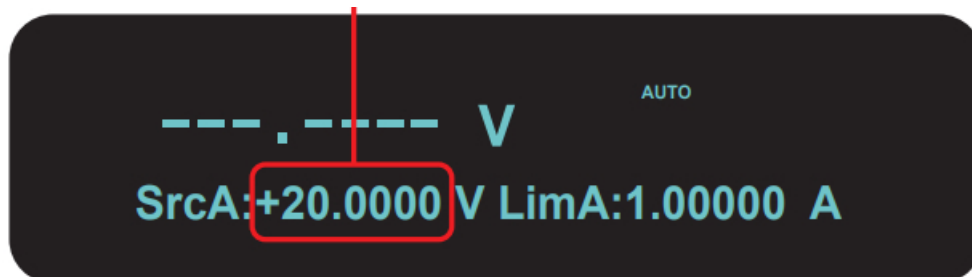 AUTO
---.---- V
SrcA:+20.0000 V LimA:1.00000 A